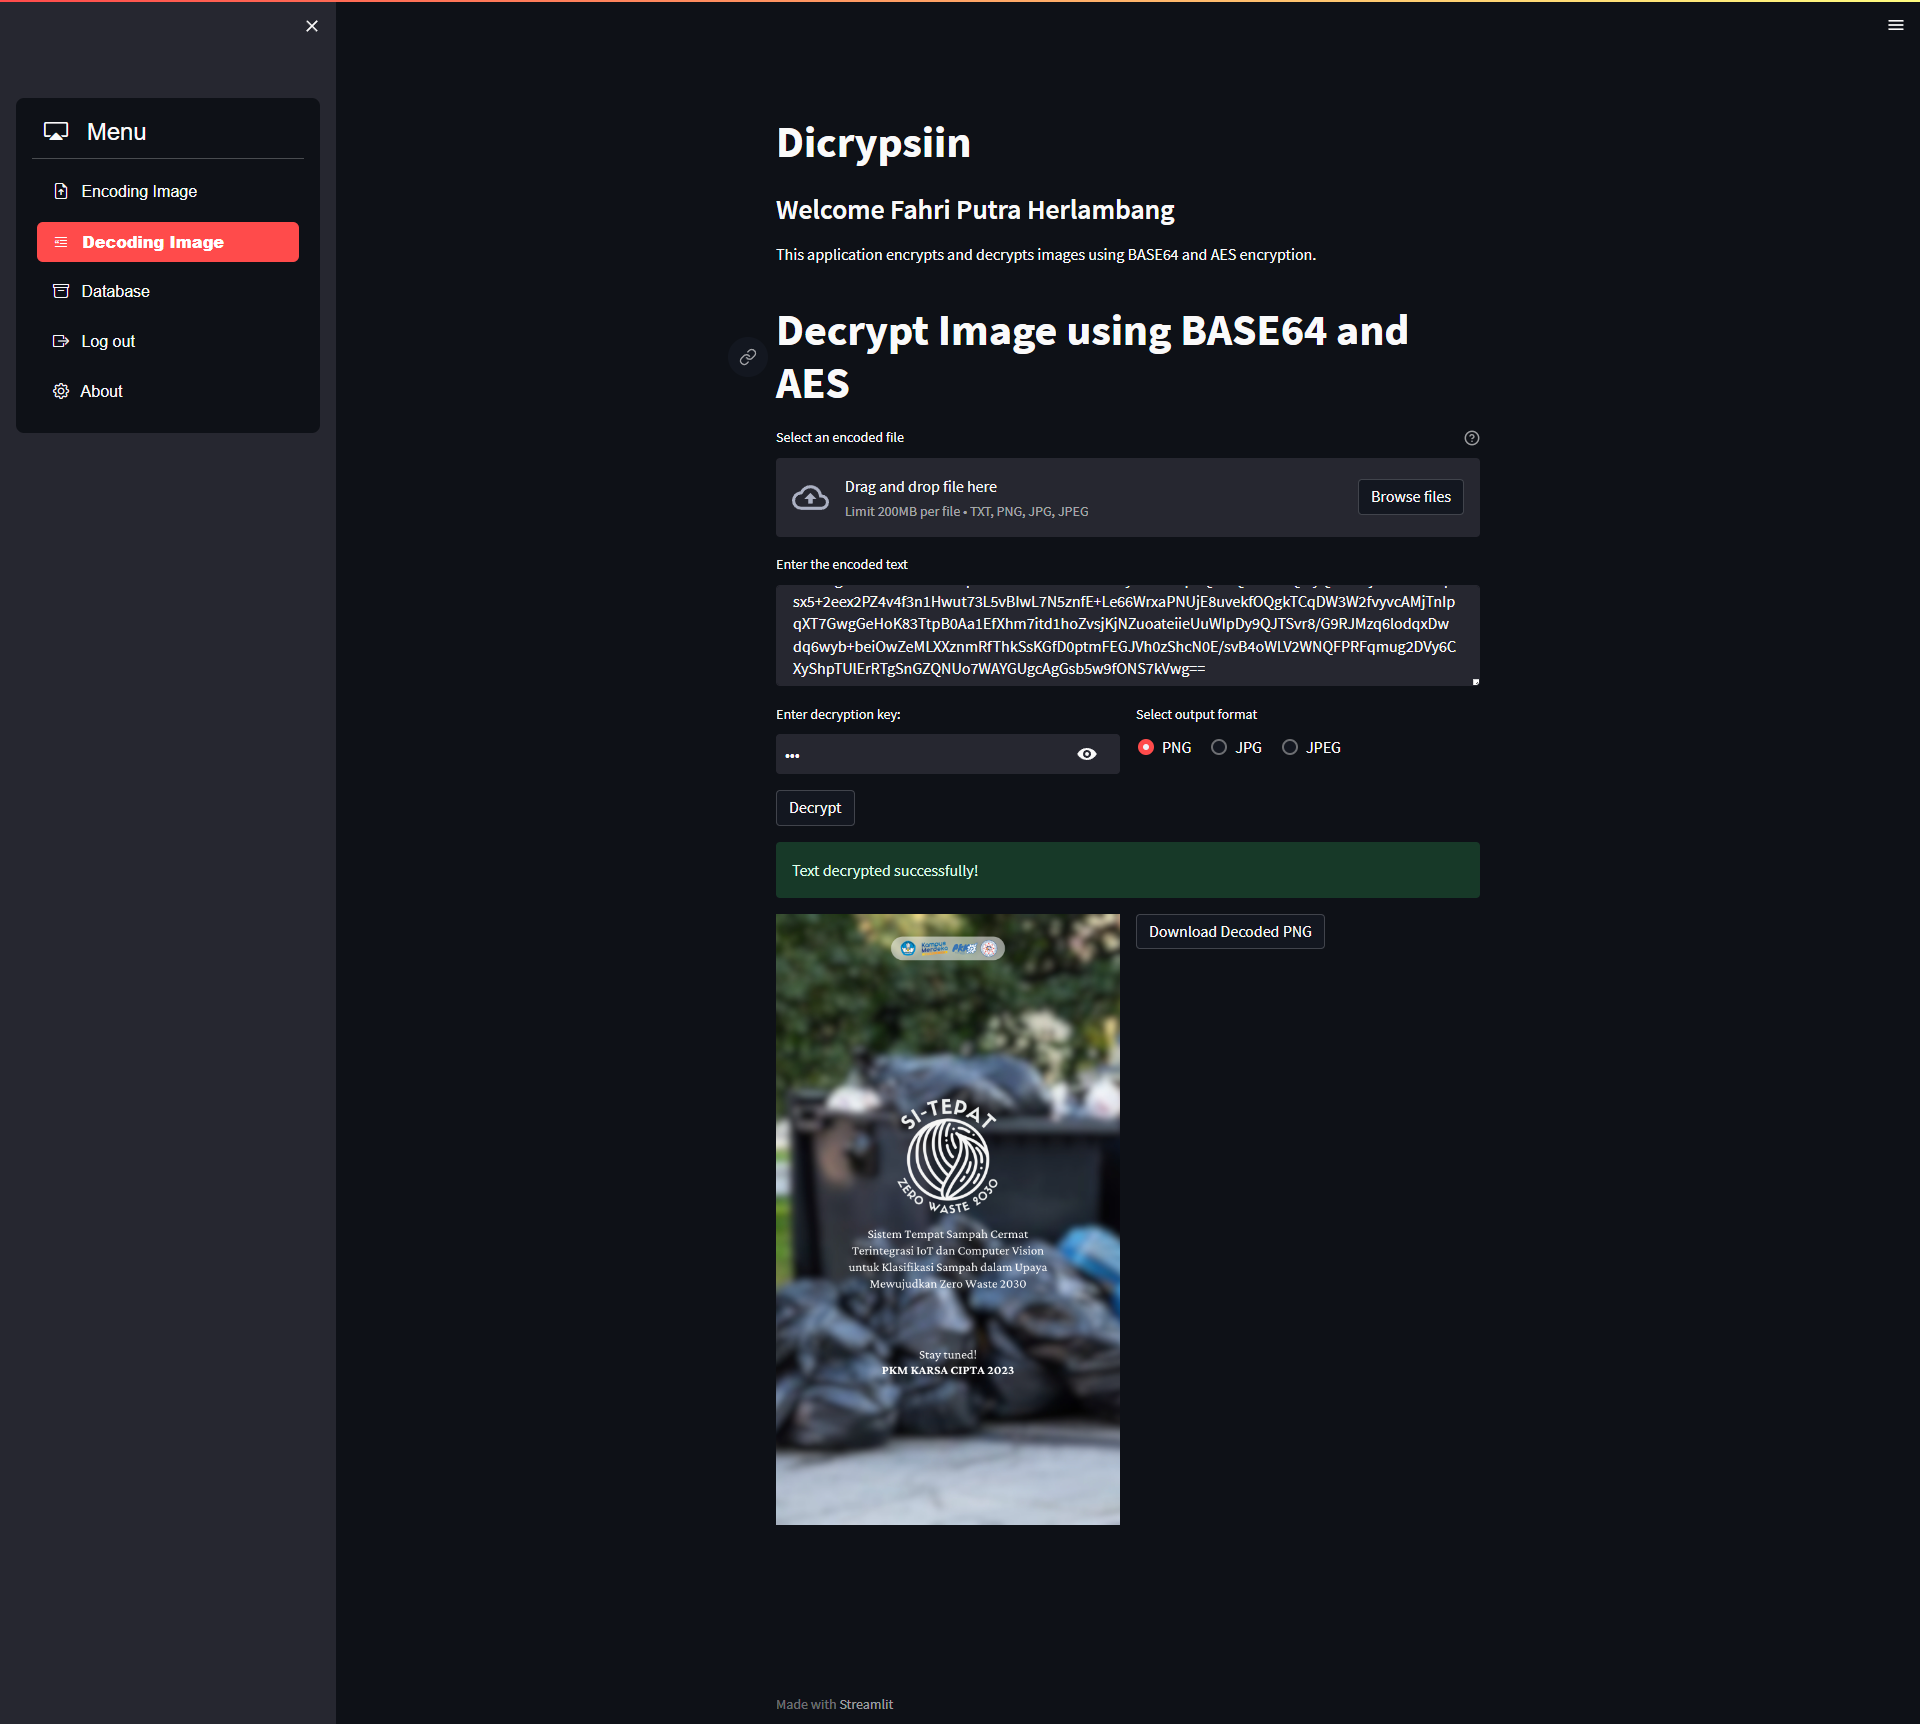 Menu
Encoding Image
Decoding Image
Database
Log out
About
Dicrypsiin
Welcome Fahri Putra Herlambang
This application encrypts and decrypts images using BASE64 and AES encryption.
Decrypt Image using BASE64 and
AES
Select an encoded file
Drag and drop file here
Limit 200MB per file • TXT, PNG, JPG, JPEG
Browse files
Enter the encoded text
sx5+2eex2PZ4v4f3n1Hwut73L5vBIwL7N5znfE+Le66WrxaPNUjE8uvekfOQgkTCqDW3W2fvyvcAMjTnIp
qXT7GwgGeHoK83TtpB0Aa1EfXhm7itd1hoZvsjKjNZuoateiieUuWIpDy9QJTSvr8/G9RJMzq6lodqxDw
dq6wyb+beiOwZeMLXXznmRfThkSsKGfD0ptmFEGJVh0zShcN0E/svB4oWLV2WNQFPRFqmug2DVy6C
XyShpTUlErRTgSnGZQNUo7WAYGUgcAgGsb5w9fONS7kVwg==
Enter decryption key:
Select output format
•••
PNG
JPG
JPEG
Decrypt
Text decrypted successfully!
Download Decoded PNG
Kampus
Merdeka
SI-TEPAT
ZERO WASTE 2030
Sistem Tempat Sampah Cermat
Terintegrasi IoT dan Computer Vision
untuk Klasifikasi Sampah dalam Upaya
Mewujudkan Zero Waste 2030
Stay tuned!
PKM KARSA CIPTA 2023
Made with Streamlit